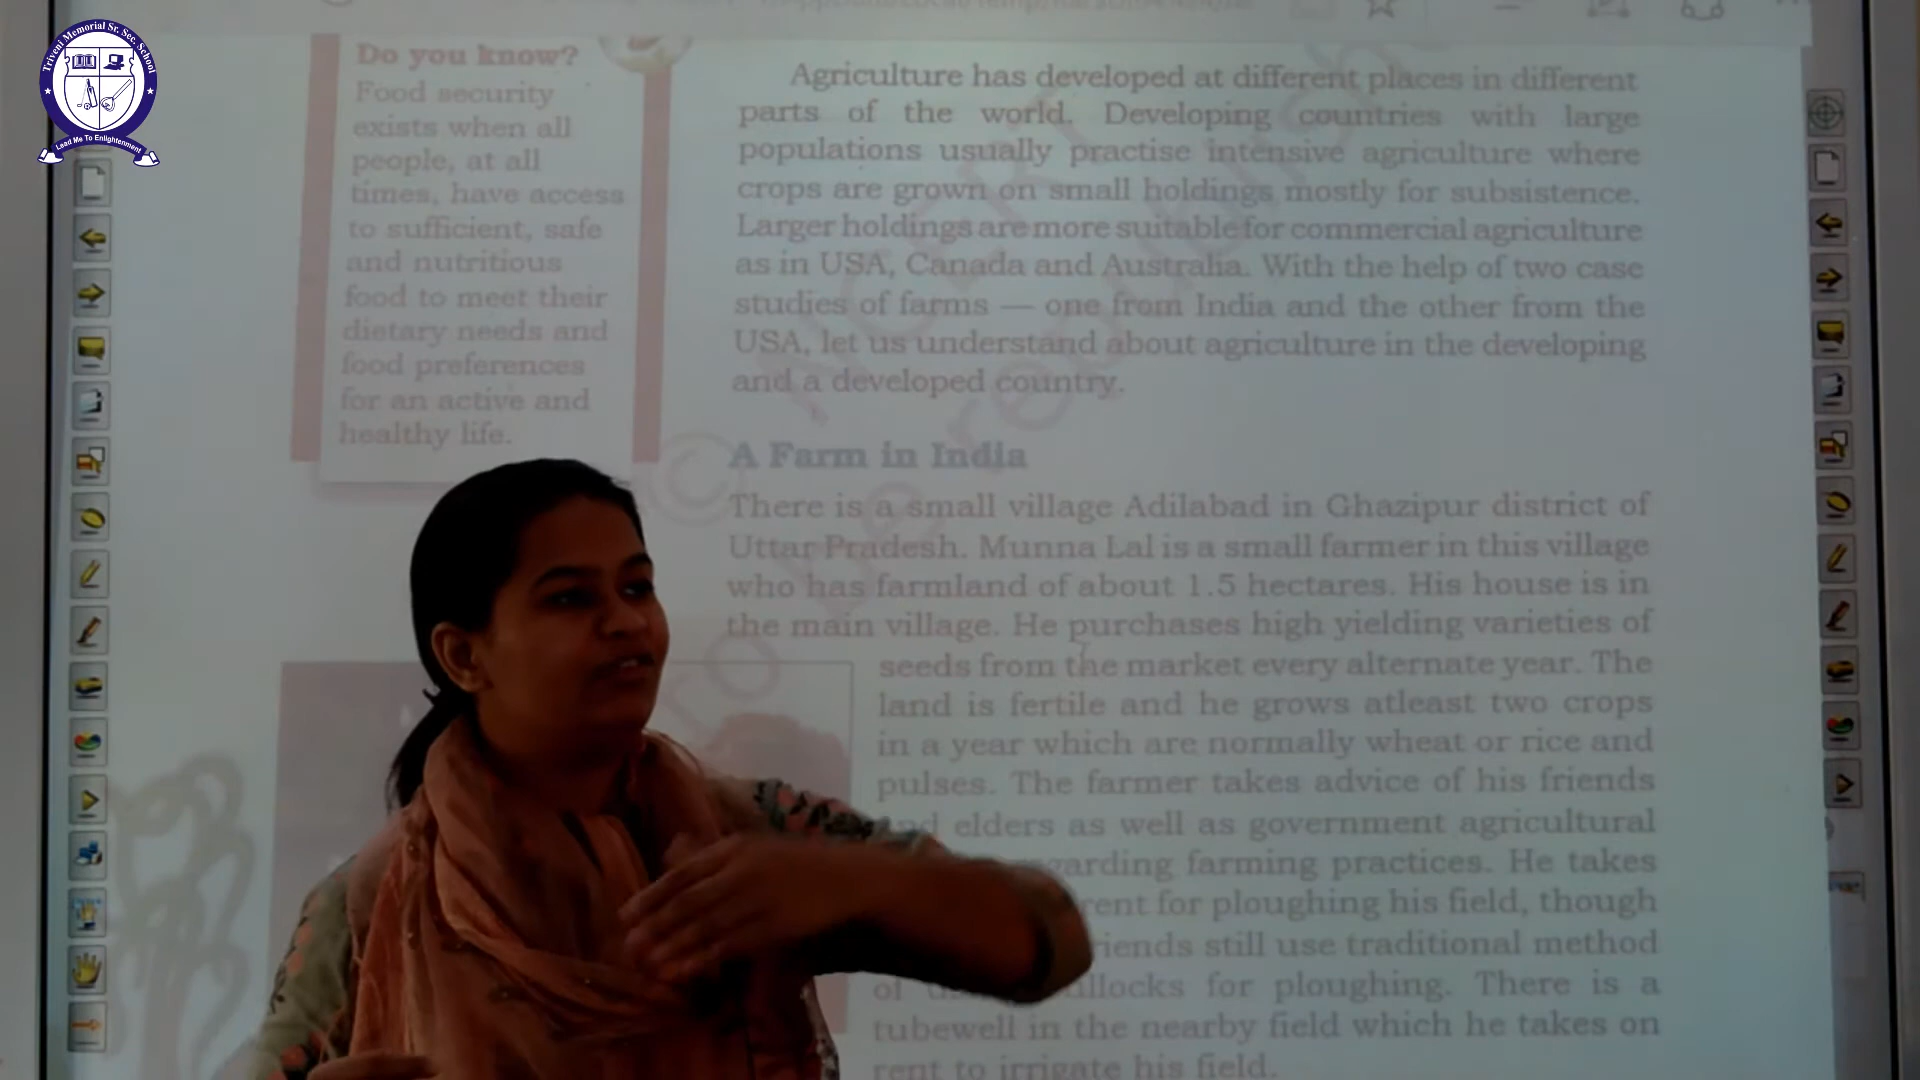 Triveni Memorial Sr. Sec. School
Lead Me To Enlightenment
Do you know?
Food security
exists when all
people, at all
times, have access
to sufficient, safe
and nutritious
food to meet their
dietary needs and
food preferences
for an active and
healthy life.
Agriculture has developed at different places in different
parts of the world. Developing countries with large
populations usually practise intensive agriculture where
crops are grown on small holdings mostly for subsistence.
Larger holdings are more suitable for commercial agriculture
as in USA, Canada and Australia. With the help of two case
studies of farms — one from India and the other from the
USA, let us understand about agriculture in the developing
and a developed country.
A Farm in India
There is a small village Adilabad in Ghazipur district of
Uttar Pradesh. Munna Lal is a small farmer in this village
who has farmland of about 1.5 hectares. His house is in
the main village. He purchases high yielding varieties of
seeds from the market every alternate year. The
land is fertile and he grows atleast two crops
in a year which are normally wheat or rice and
pulses. The farmer takes advice of his friends
elders as well as government agricultural
farming practices. He takes
rent for ploughing his field, though
still use traditional method
of for ploughing. There is a
tubewell in the nearby field which he takes on
rent to irrigate his field.
© NCERT